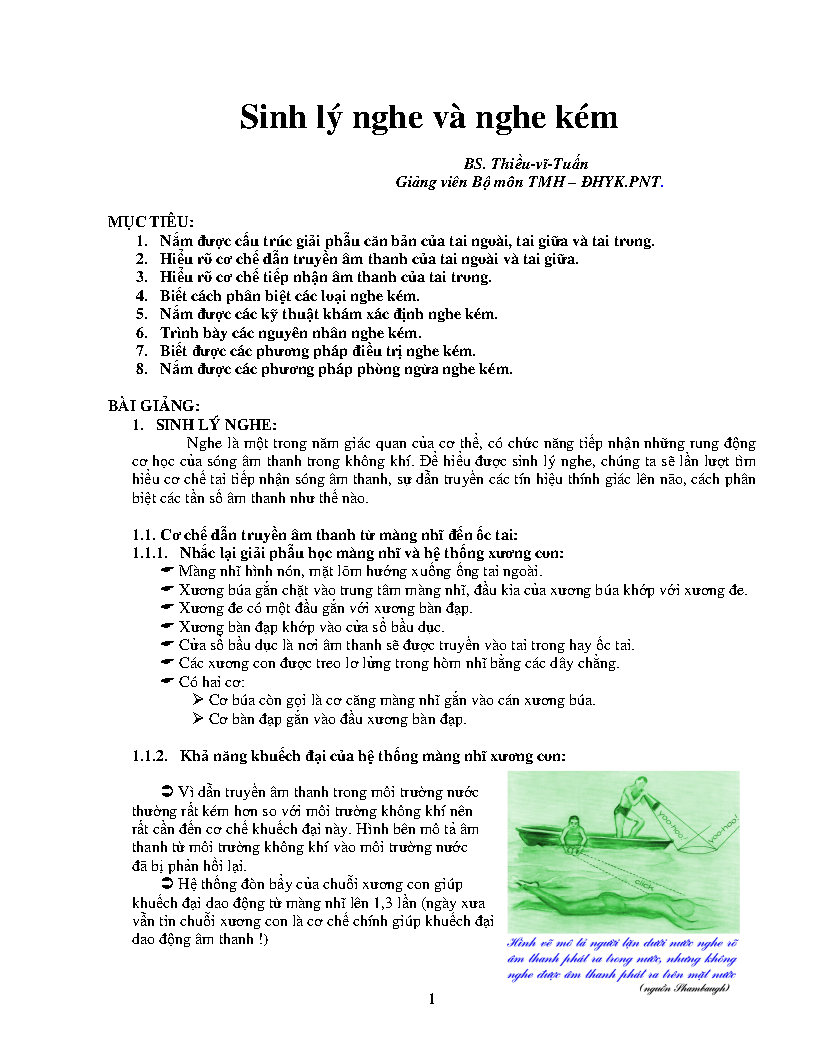 Sinh lý nghe và nghe kém
BS. Thiều-vĩ-Tuấn
Giảng viên Bộ môn TMH – ĐHYK.PNT.
MỤC TIÊU:
1. Nắm được cấu trúc giải phẫu căn bản của tai ngoài, tai giữa và tai trong.
2. Hiểu rõ cơ chế dẫn truyền âm thanh của tai ngoài và tai giữa.
3. Hiểu rõ cơ chế tiếp nhận âm thanh của tai trong.
4. Biết cách phân biệt các loại nghe kém.
5. Nắm được các kỹ thuật khám xác định nghe kém.
6. Trình bày các nguyên nhân nghe kém.
7. Biết được các phương pháp điều trị nghe kém.
8. Nắm được các phương pháp phòng ngừa nghe kém.
BÀI GIẢNG:
1. SINH LÝ NGHE:
Nghe là một trong năm giác quan của cơ thể, có chức năng tiếp nhận những rung động
cơ học của sóng âm thanh trong không khí. Để hiểu được sinh lý nghe, chúng ta sẽ lần lượt tìm
hiểu cơ chế tai tiếp nhận sóng âm thanh, sự dẫn truyền các tín hiệu thính giác lên não, cách phân
biệt các tần số âm thanh như thế nào.
1.1. Cơ chế dẫn truyền âm thanh từ màng nhĩ đến ốc tai:
1.1.1. Nhắc lại giải phẫu học màng nhĩ và hệ thống xương con:
☛ Màng nhĩ hình nón, mặt lõm hướng xuống ống tai ngoài.
☛ Xương búa gắn chặt vào trung tâm màng nhĩ, đầu kia của xương búa khớp với xương đe.
☛ Xương đe có một đầu gắn với xương bàn đạp.
☛ Xương bàn đạp khớp vào cửa sổ bầu dục.
☛ Cửa sổ bầu dục là nơi âm thanh sẽ được truyền vào tai trong hay ốc tai.
☛ Các xương con được treo lơ lửng trong hòm nhĩ bằng các dây chằng.
☛ Có hai cơ:
➢ Cơ búa còn gọi là cơ căng màng nhĩ gắn vào cán xương búa.
➢ Cơ bàn đạp gắn vào đầu xương bàn đạp.
1.1.2. Khả năng khuếch đại của hệ thống màng nhĩ xương con:
➲ Vì dẫn truyền âm thanh trong môi trường nước
thường rất kém hơn so với môi trường không khí nên
rất cần đến cơ chế khuếch đại này. Hình bên mô tả âm
thanh từ môi trường không khí vào môi trường nước
đã bị phản hồi lại.
➲ Hệ thống đòn bẩy của chuỗi xương con giúp
khuếch đại dao động từ màng nhĩ lên 1,3 lần (ngày xưa
vẫn tin chuỗi xương con là cơ chế chính giúp khuếch đại
dao động âm thanh !)
yoo-hoo!
yoo-hoo!
click
Hình vẽ mô tả người lặn dưới nước nghe rõ
âm thanh phát ra trong nước, nhưng không
nghe được âm thanh phát ra trên mặt nước
(nguồn Shambaugh)
1